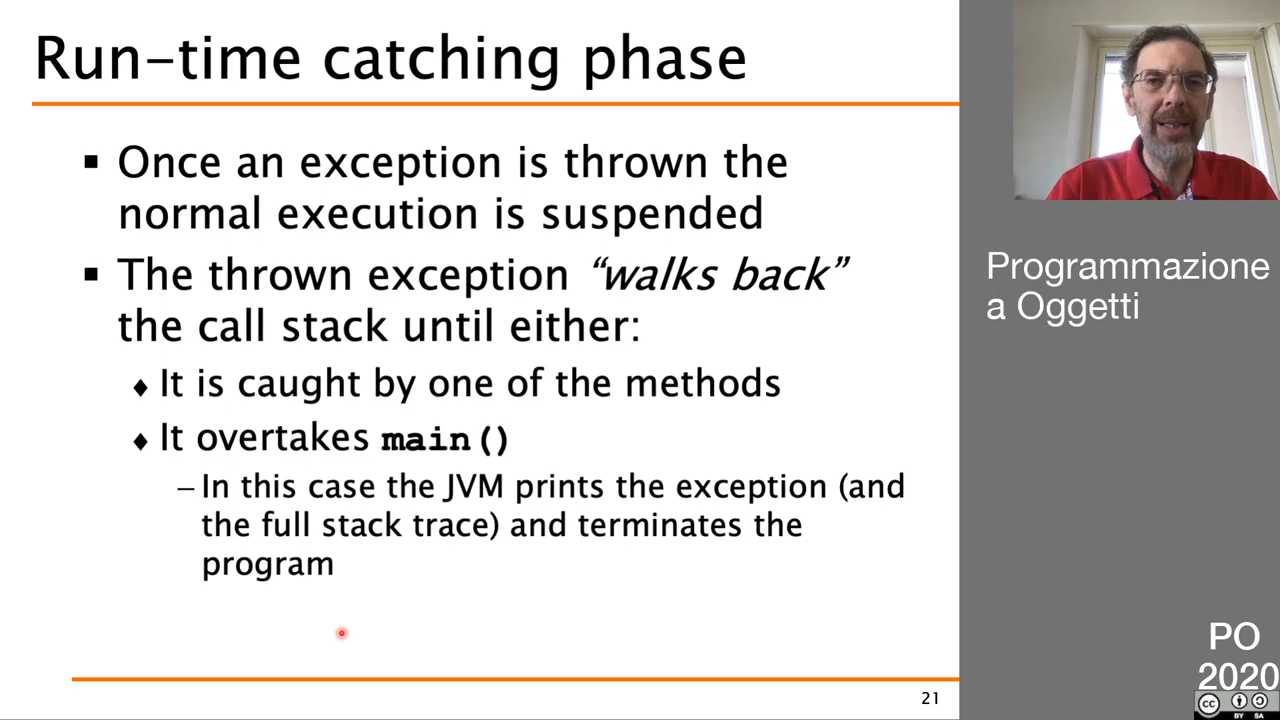 Run-time catching phase
▪ Once an exception is thrown the
normal execution is suspended
▪ The thrown exception “walks back”
the call stack until either:
♦ It is caught by one of the methods
♦ It overtakes main()
– In this case the JVM prints the exception (and
the full stack trace) and terminates the
program
21
Programmazione
a Oggetti
PO
2020
cc
BY SA